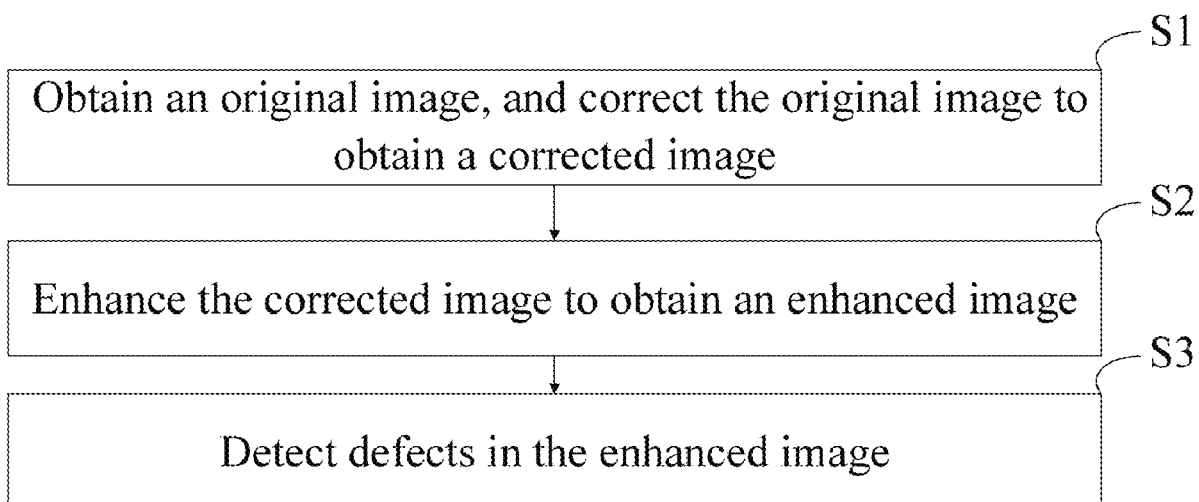 S1
Obtain an original image, and correct the original image to
obtain a corrected image
S2
Enhance the corrected image to obtain an enhanced image
S3
Detect defects in the enhanced image